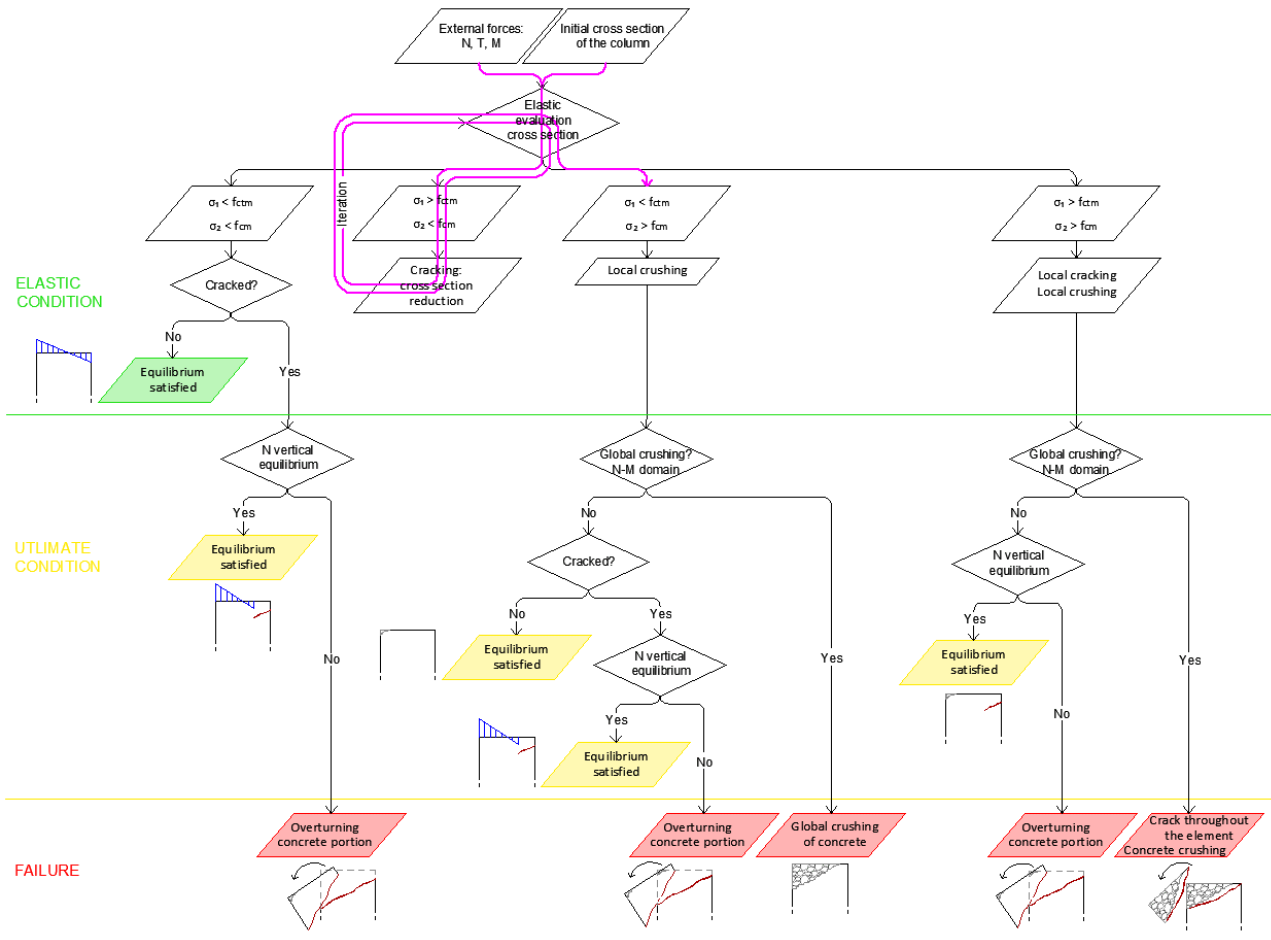 External forces:
N, T, M
Initial cross section
of the column
Elastic
evaluation
cross section
Iteration
σ₁ < fctm
σ₂ < fcm
σ₁ > fctm
σ₂ < fcm
σ₁ < fctm
σ₂ > fcm
σ₁ > fctm
σ₂ > fcm
Cracked?
Cracking:
cross section
reduction
Local crushing
Local cracking
Local crushing
ELASTIC
CONDITION
No
Yes
Equilibrium
satisfied
N vertical
equilibrium
Global crushing?
N-M domain
Global crushing?
N-M domain
Yes
No
No
UTLIMATE
CONDITION
Equilibrium
satisfied
Cracked?
N vertical
equilibrium
No
Yes
Yes
No
Yes
Yes
Equilibrium
satisfied
N vertical
equilibrium
Equilibrium
satisfied
Yes
No
No
Equilibrium
satisfied
Overturning
concrete portion
Overturning
concrete portion
Global crushing
of concrete
Overturning
concrete portion
Crack throughout
the element
Concrete crushing
FAILURE